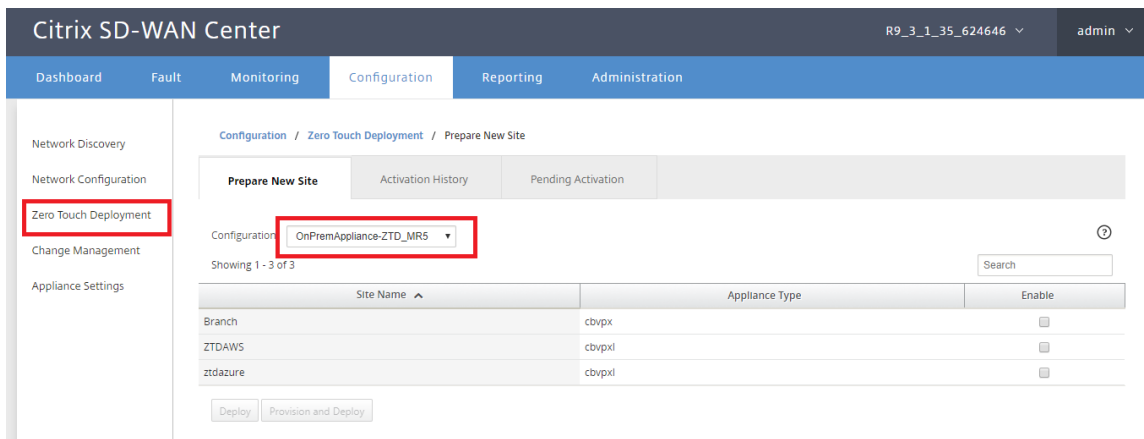 Citrix SD-WAN Center
R9_3_1_35_624646
admin
Dashboard Fault Monitoring Configuration Reporting Administration
Network Discovery
Network Configuration
Zero Touch Deployment
Change Management
Appliance Settings
Configuration / Zero Touch Deployment / Prepare New Site
Prepare New Site Activation History Pending Activation
Configuration OnPremAppliance-ZTD_MR5
?
Showing 1 - 3 of 3
Search
Site Name Appliance Type Enable
Branch cbvpx
ZTDAWS cbvpxl
ztdazure cbvpxl
Deploy Provision and Deploy